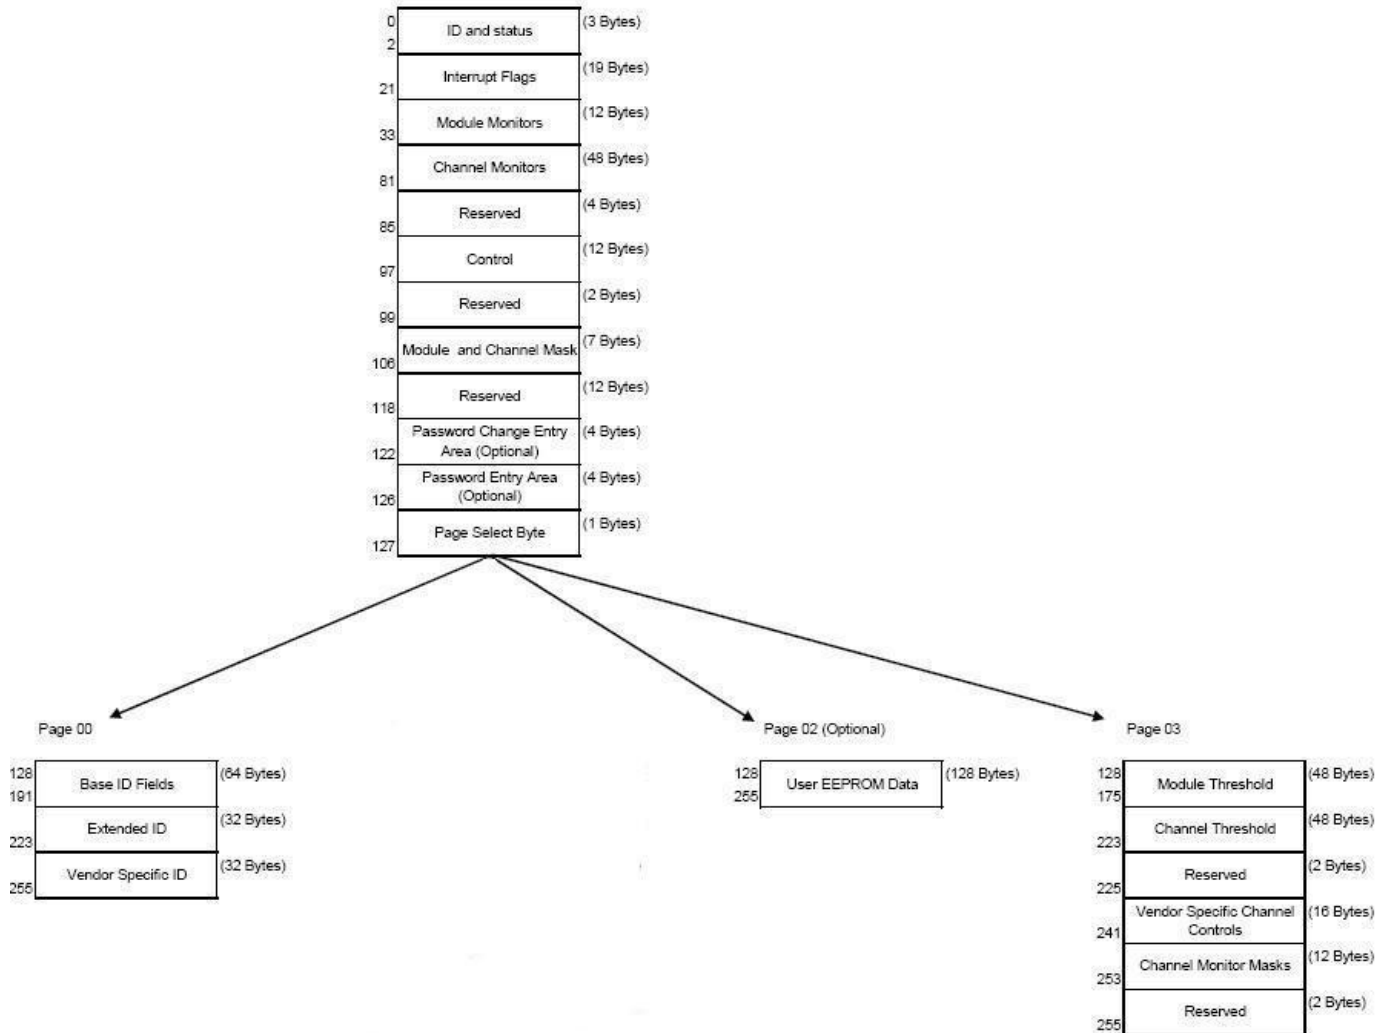 0 ID and status (3 Bytes)
2
Interrupt Flags (19 Bytes)
21
Module Monitors (12 Bytes)
33
Channel Monitors (48 Bytes)
81
Reserved (4 Bytes)
85
Control (12 Bytes)
97
Reserved (2 Bytes)
99
Module and Channel Mask (7 Bytes)
106
Reserved (12 Bytes)
118
Password Change Entry (4 Bytes)
Area (Optional)
122
Password Entry Area (4 Bytes)
(Optional)
126
Page Select Byte (1 Bytes)
127
Page 00
128 Base ID Fields (64 Bytes)
191
Extended ID (32 Bytes)
223
Vendor Specific ID (32 Bytes)
255
Page 02 (Optional)
128 User EEPROM Data (128 Bytes)
255
Page 03
128 Module Threshold (48 Bytes)
175
Channel Threshold (48 Bytes)
223
Reserved (2 Bytes)
225
Vendor Specific Channel (16 Bytes)
Controls
241
Channel Monitor Masks (12 Bytes)
253
Reserved (2 Bytes)
255